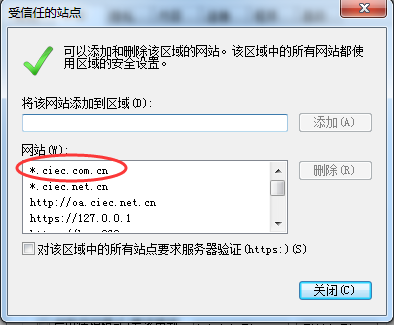 受信任的站点
可以添加和删除该区域的网站。该区域中的所有网站都使
用区域的安全设置。
将该网站添加到区域(D):
添加(A)
网站(W):
*.ciec.com.cn
删除(R)
*.ciec.net.cn
http://oa.ciec.net.cn
https://127.0.0.1
对该区域中的所有站点要求服务器验证(https:)(S)
关闭(C)